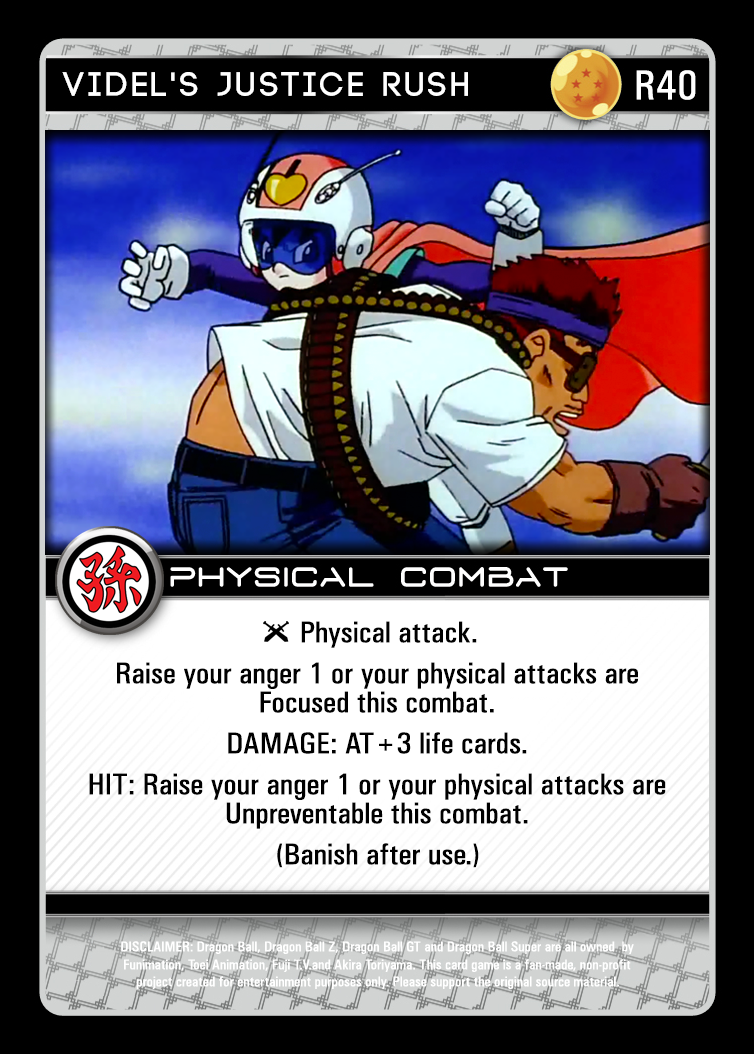 VIDEL'S JUSTICE RUSH R40
孫 PHYSICAL COMBAT
Physical attack.
Raise your anger 1 or your physical attacks are
Focused this combat.
DAMAGE: AT+3 life cards.
HIT: Raise your anger 1 or your physical attacks are
Unpreventable this combat.
(Banish after use.)
DISCLAIMER: Dragon Ball, Dragon Ball Z, Dragon Ball GT and Dragon Ball Super are all owned by
Funimation, Toei Animation, Fuji T.V.and Akira Toriyama. This card game is a fan-made, non-profit
project created for entertainment purposes only. Please support the original source material.